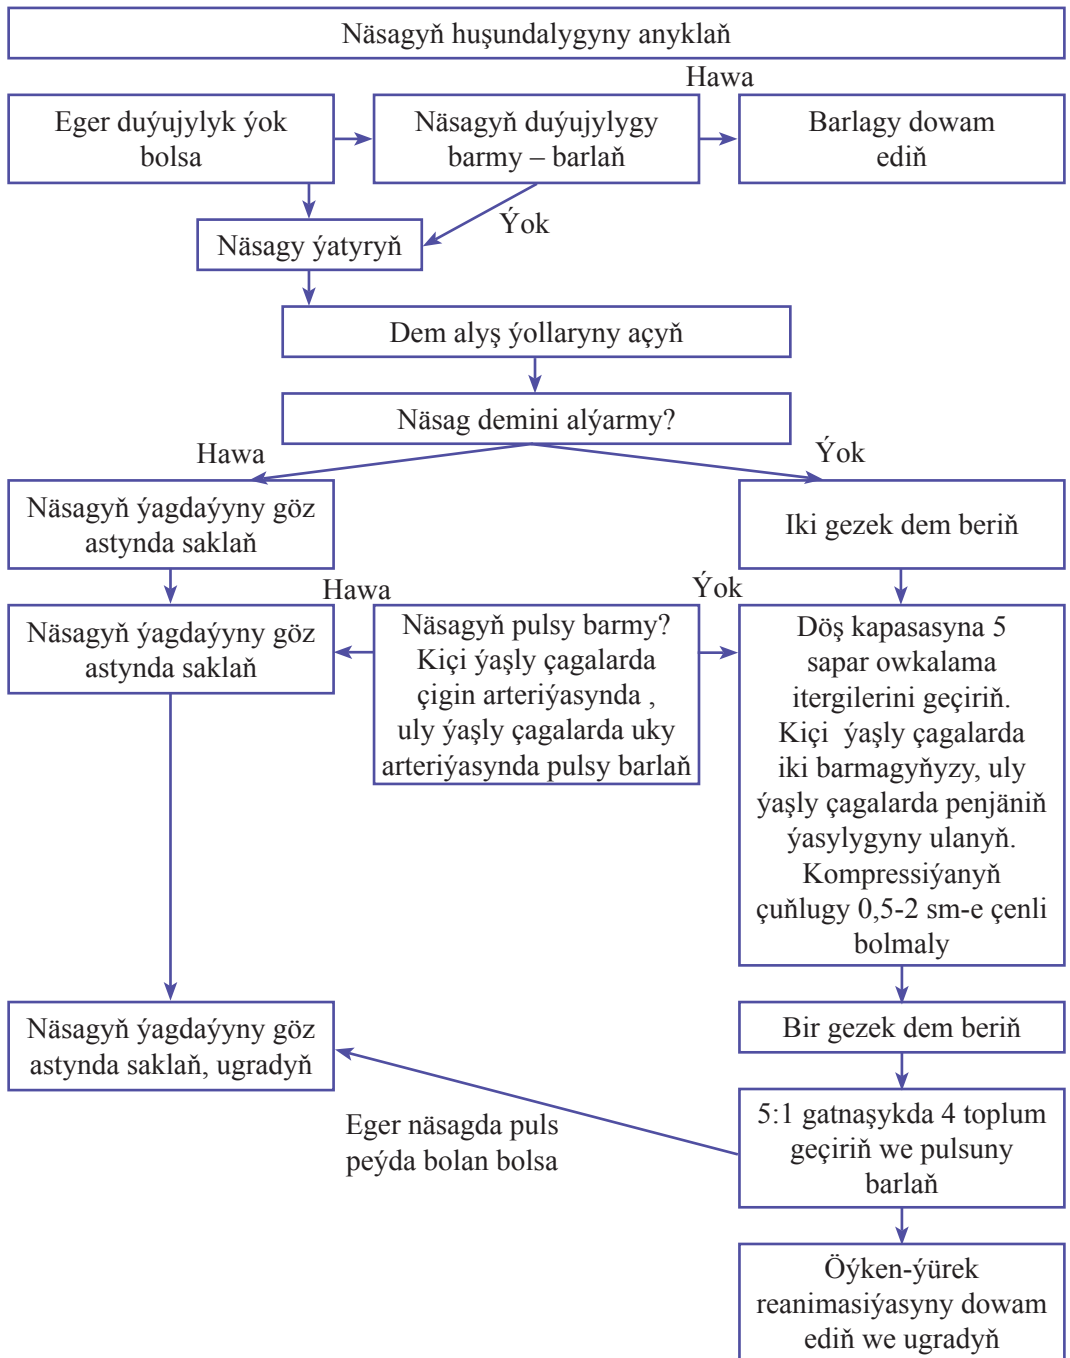 Näsagyň huşundalygyny anyklaň
Hawa
Eger duýujylyk ýok
bolsa
Näsagyň duýujylygy
barmy – barlaň
Barlagy dowam
ediň
Ýok
Näsagy ýatyryň
Dem alyş ýollaryny açyň
Näsag demini alýarmy?
Hawa
Ýok
Näsagyň ýagdaýyny göz
astynda saklaň
Iki gezek dem beriň
Hawa
Ýok
Näsagyň ýagdaýyny göz
astynda saklaň
Näsagyň pulsy barmy?
Kiçi ýaşly çagalarda
çigin arteriýasynda ,
uly ýaşly çagalarda uky
arteriýasynda pulsy barlaň
Döş kapasasyna 5
sapar owkalama
itergilerini geçiriň.
Kiçi ýaşly çagalarda
iki barmagyňyzy, uly
ýaşly çagalarda penjäniň
ýasylygyny ulanyň.
Kompressiýanyň
çuňlugy 0,5-2 sm-e çenli
bolmaly
Näsagyň ýagdaýyny göz
astynda saklaň, ugradyň
Bir gezek dem beriň
Eger näsagda puls
peýda bolan bolsa
5:1 gatnaşykda 4 toplum
geçiriň we pulsuny
barlaň
Öýken-ýürek
reanimasiýasyny dowam
ediň we ugradyň